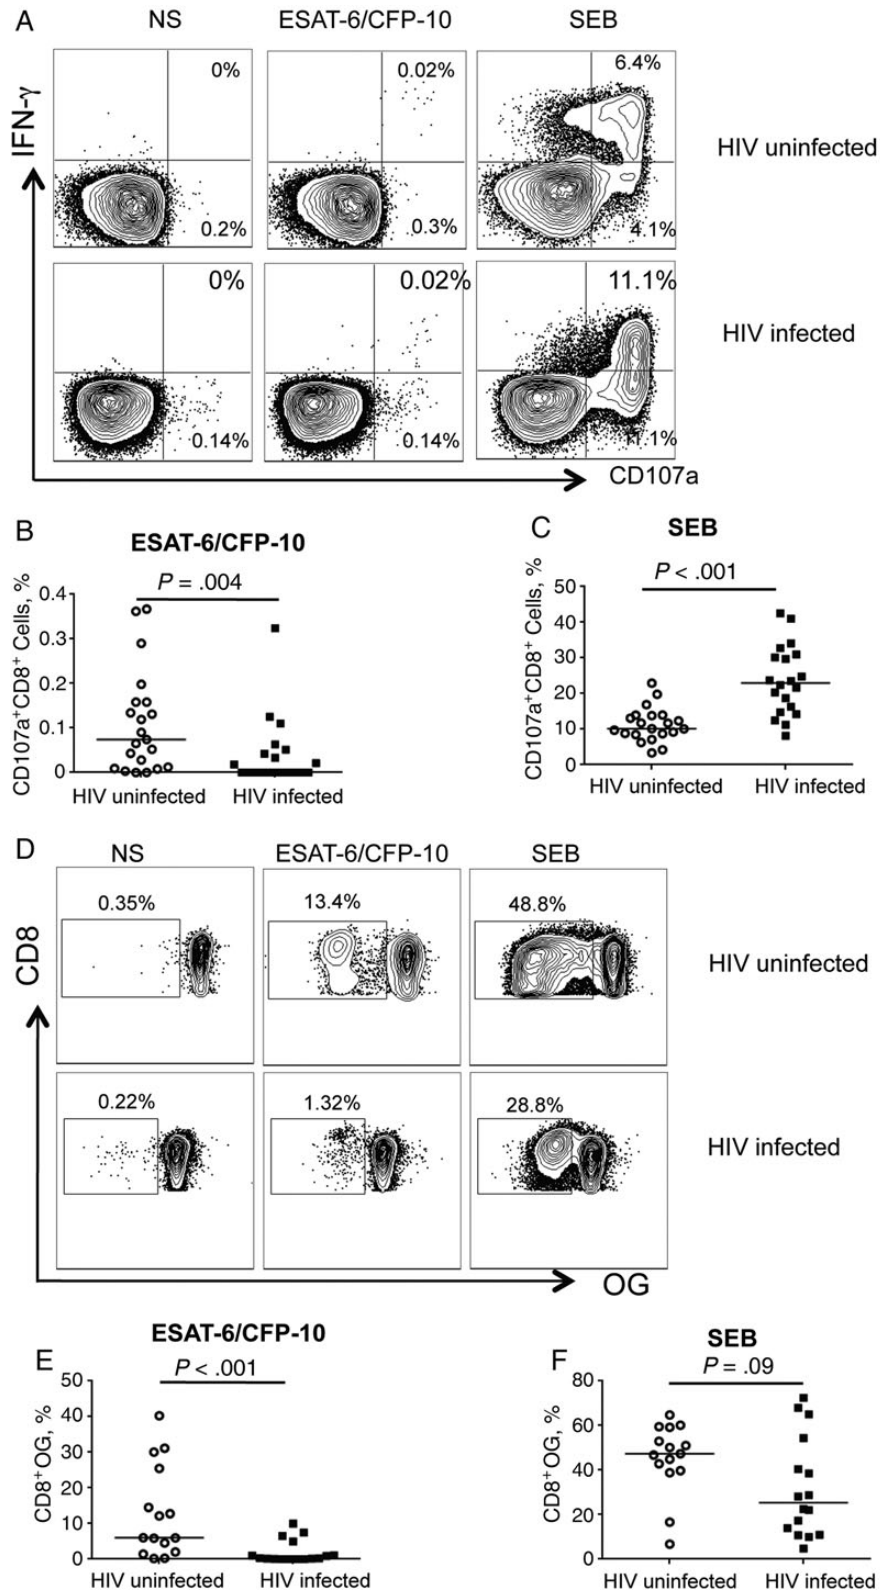 A
NS
ESAT-6/CFP-10
SEB
IFN-γ
0%
0.02%
6.4%
0.2%
0.3%
4.1%
HIV uninfected
0%
0.02%
11.1%
0.14%
0.14%
HIV infected
CD107a
B
ESAT-6/CFP-10
P = .004
CD107a+CD8+ Cells, %
0.4
0.3
0.2
0.1
0
HIV uninfected
HIV infected
C
SEB
P < .001
CD107a+CD8+ Cells, %
50
40
30
20
10
0
HIV uninfected
HIV infected
D
NS
ESAT-6/CFP-10
SEB
CD8
0.35%
13.4%
48.8%
HIV uninfected
0.22%
1.32%
28.8%
HIV infected
OG
E
ESAT-6/CFP-10
P < .001
CD8+OG, %
50
40
30
20
10
0
HIV uninfected
HIV infected
F
SEB
P = .09
CD8+OG, %
80
60
40
20
0
HIV uninfected
HIV infected